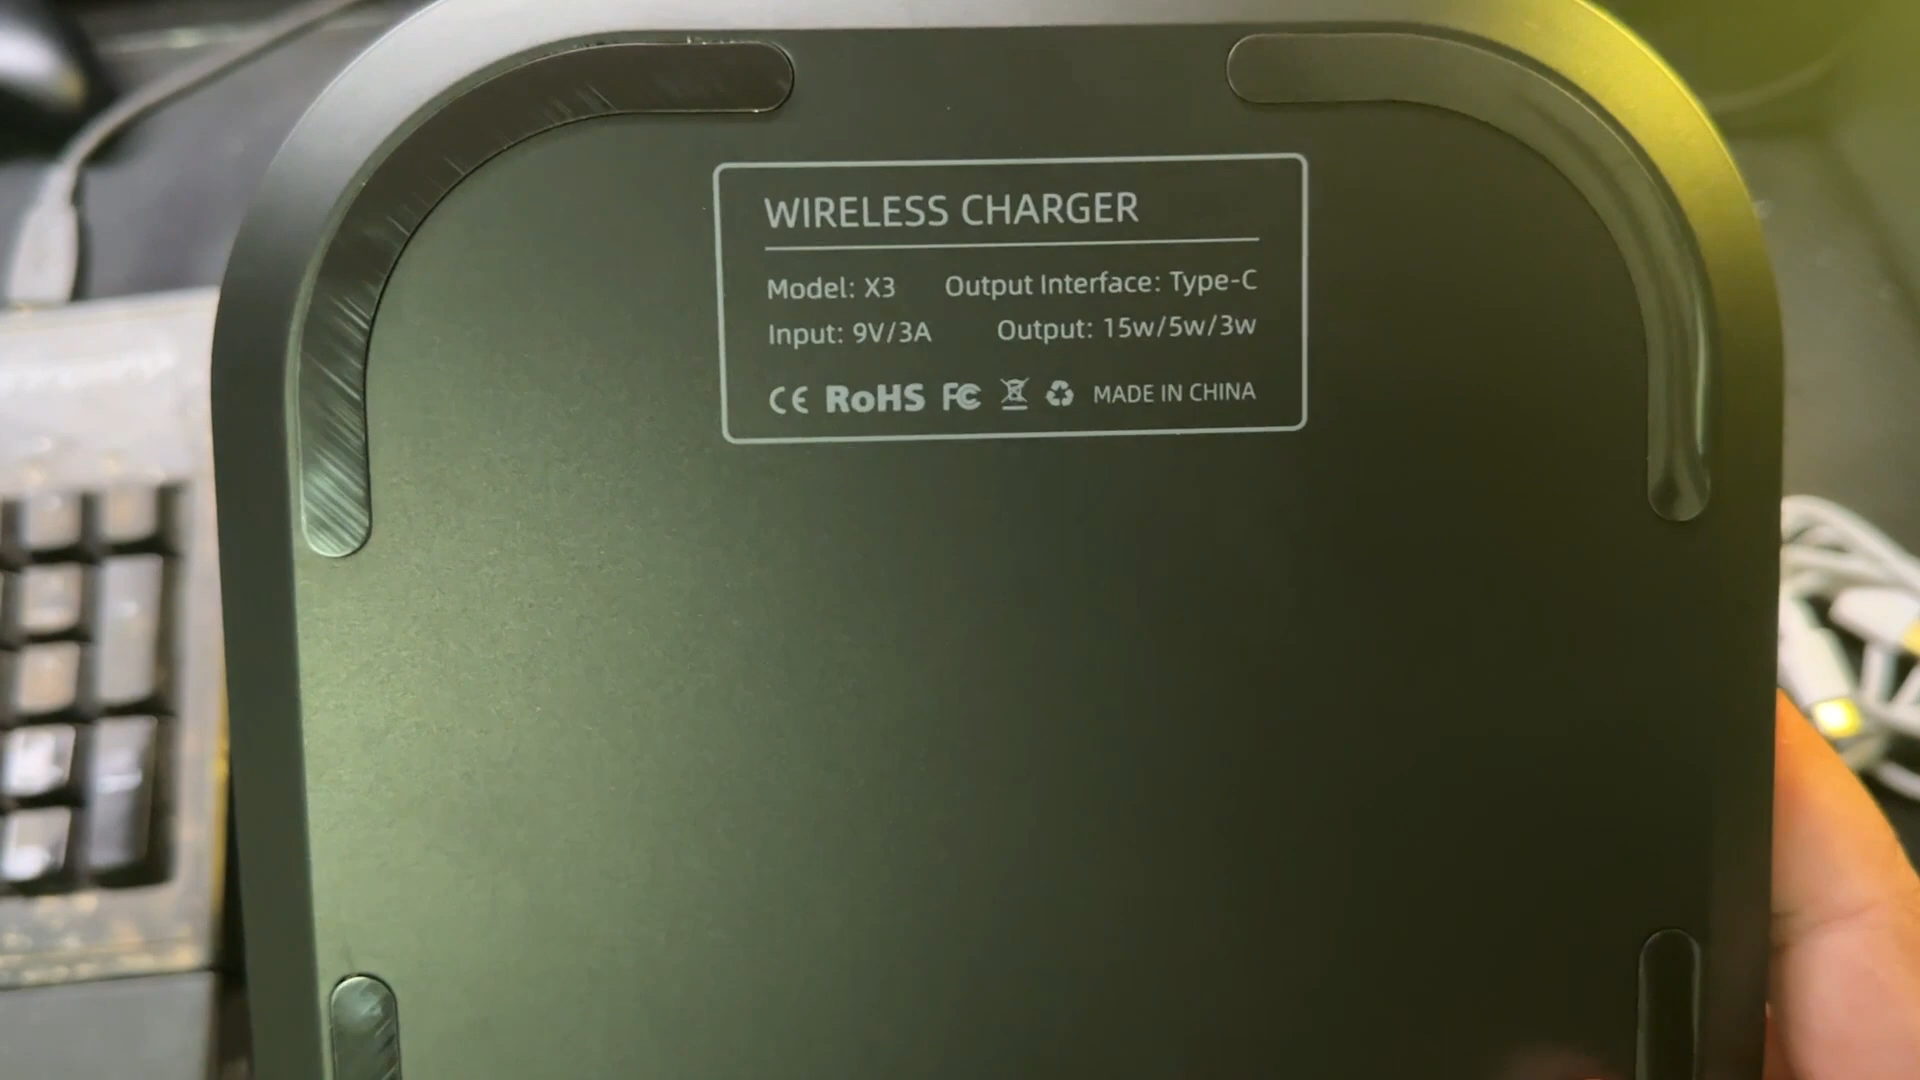 WIRELESS CHARGER
Model: X3 Output Interface: Type-C
Input: 9V/3A Output: 15w/5w/3w
CE RoHS FC MADE IN CHINA